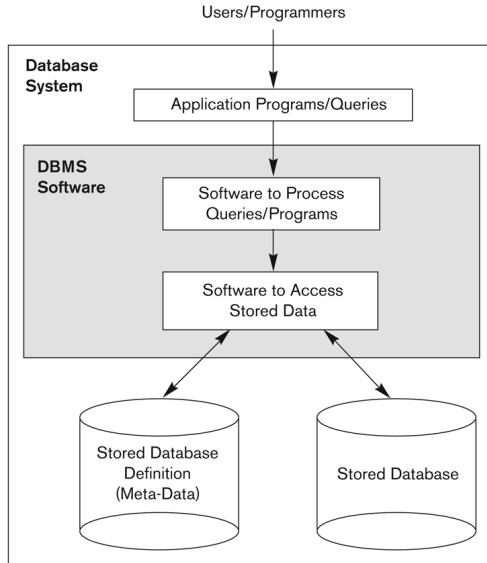 Users/Programmers
Database
System
Application Programs/Queries
DBMS
Software
Software to Process
Queries/Programs
Software to Access
Stored Data
Stored Database
Definition
(Meta-Data)
Stored Database